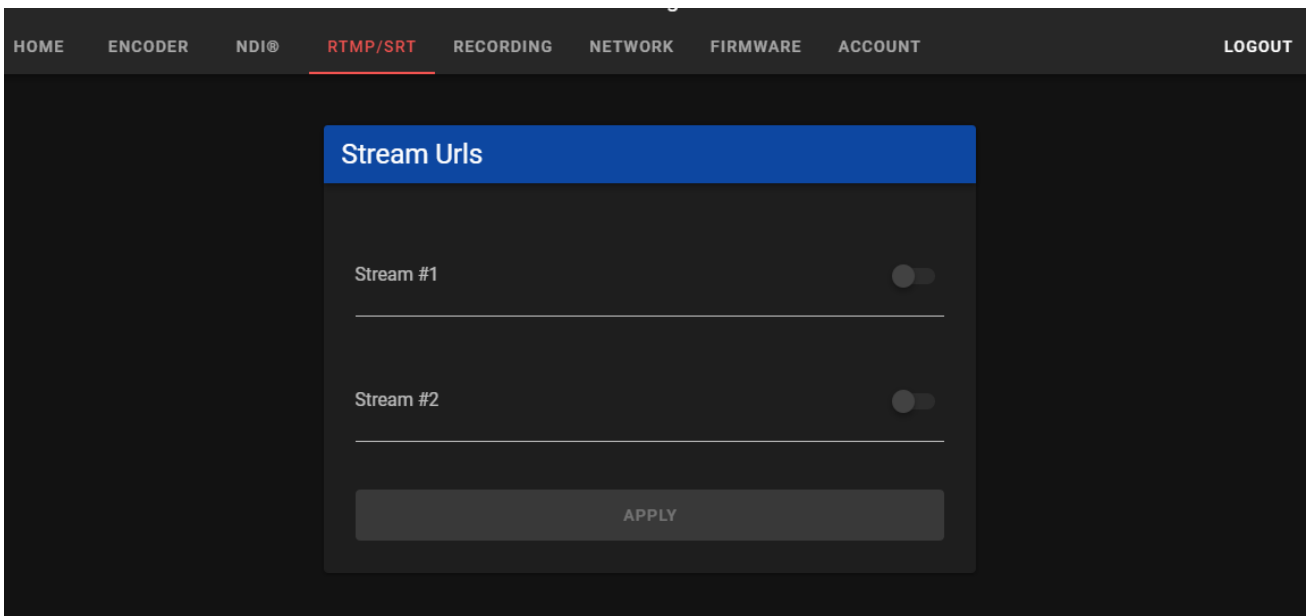 HOME ENCODER NDI® RTMP/SRT RECORDING NETWORK FIRMWARE ACCOUNT LOGOUT
Stream Urls
Stream #1
Stream #2
APPLY